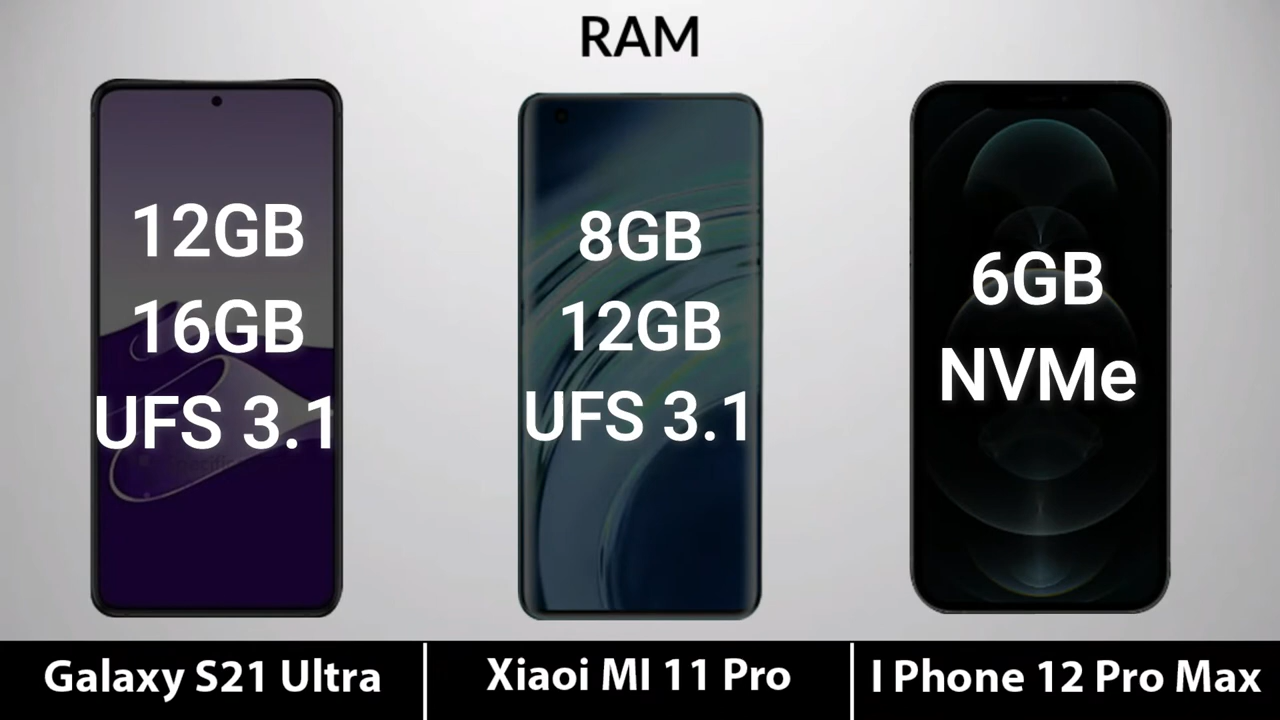 RAM
12GB
16GB
UFS 3.1
8GB
12GB
UFS 3.1
6GB
NVMe
Galaxy S21 Ultra
Xiaoi MI 11 Pro
I Phone 12 Pro Max